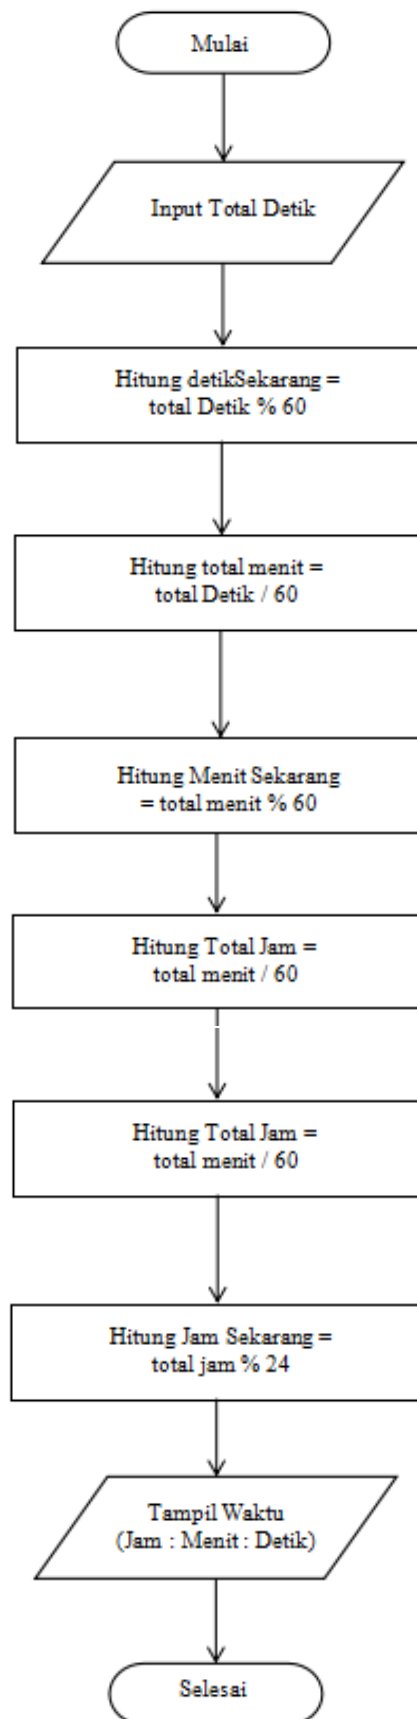 Mulai
Input Total Detik
Hitung detikSekarang =
total Detik % 60
Hitung total menit =
total Detik / 60
Hitung Menit Sekarang
= total menit % 60
Hitung Total Jam =
total menit / 60
Hitung Total Jam =
total menit / 60
Hitung Jam Sekarang =
total jam % 24
Tampil Waktu
(Jam : Menit : Detik)
Selesai